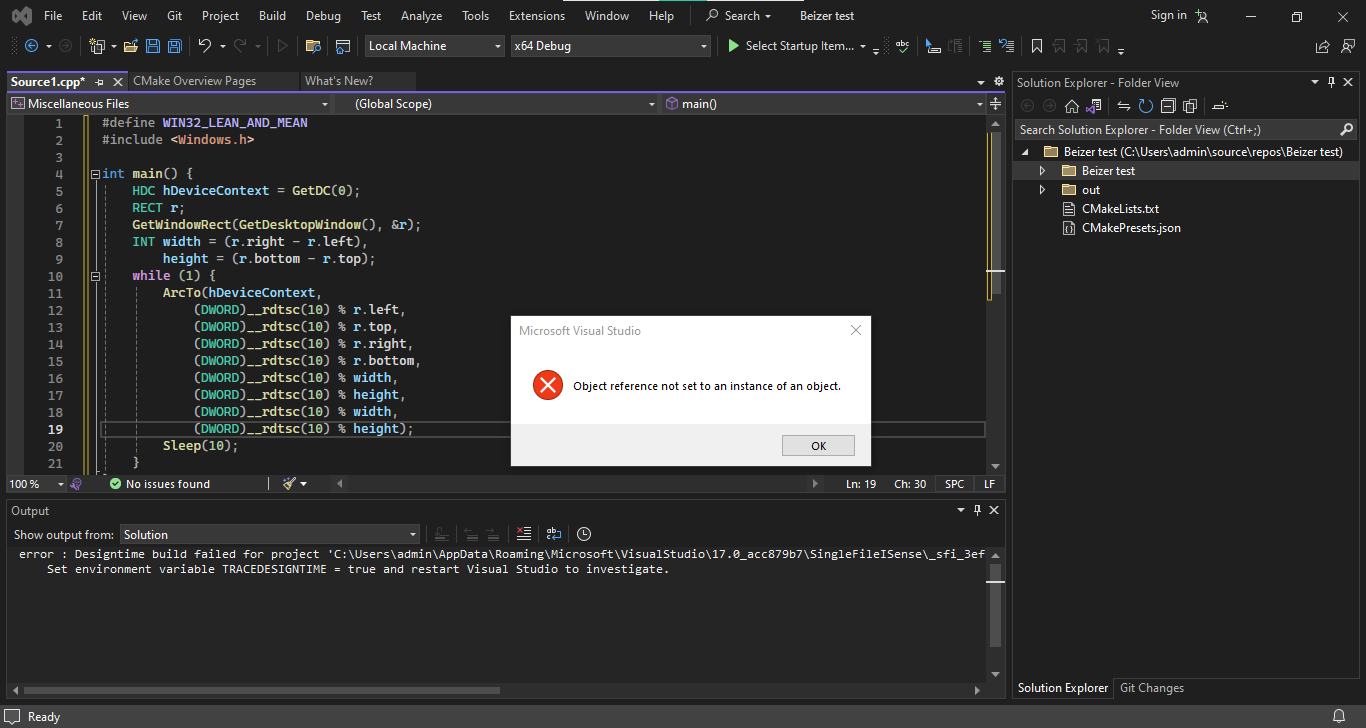 File Edit View Git Project Build Debug Test Analyze Tools Extensions Window Help Search Beizer test Sign in
Local Machine x64 Debug Select Startup Item... abc
Source1.cpp* CMake Overview Pages What's New?
Miscellaneous Files (Global Scope) main()
1 #define WIN32_LEAN_AND_MEAN
2 #include <Windows.h>
3
4 int main() {
5 HDC hDeviceContext = GetDC(0);
6 RECT r;
7 GetWindowRect(GetDesktopWindow(), &r);
8 INT width = (r.right - r.left),
9 height = (r.bottom - r.top);
10 while (1) {
11 ArcTo(hDeviceContext,
12 (DWORD)__rdtsc(10) % r.left,
13 (DWORD)__rdtsc(10) % r.top,
14 (DWORD)__rdtsc(10) % r.right,
15 (DWORD)__rdtsc(10) % r.bottom,
16 (DWORD)__rdtsc(10) % width,
17 (DWORD)__rdtsc(10) % height,
18 (DWORD)__rdtsc(10) % width,
19 (DWORD)__rdtsc(10) % height);
20 Sleep(10);
21 }
100 % No issues found Ln: 19 Ch: 30 SPC LF
Microsoft Visual Studio
Object reference not set to an instance of an object.
OK
Output
Show output from: Solution
error : Designtime build failed for project 'C:\Users\admin\AppData\Roaming\Microsoft\VisualStudio\17.0_acc879b7\SingleFileISense\_sfi_3ef
Set environment variable TRACEDESIGNTIME = true and restart Visual Studio to investigate.
Solution Explorer - Folder View
Search Solution Explorer - Folder View (Ctrl+;)
Beizer test (C:\Users\admin\source\repos\Beizer test)
Beizer test
out
CMakeLists.txt
CMakePresets.json
Solution Explorer Git Changes
Ready